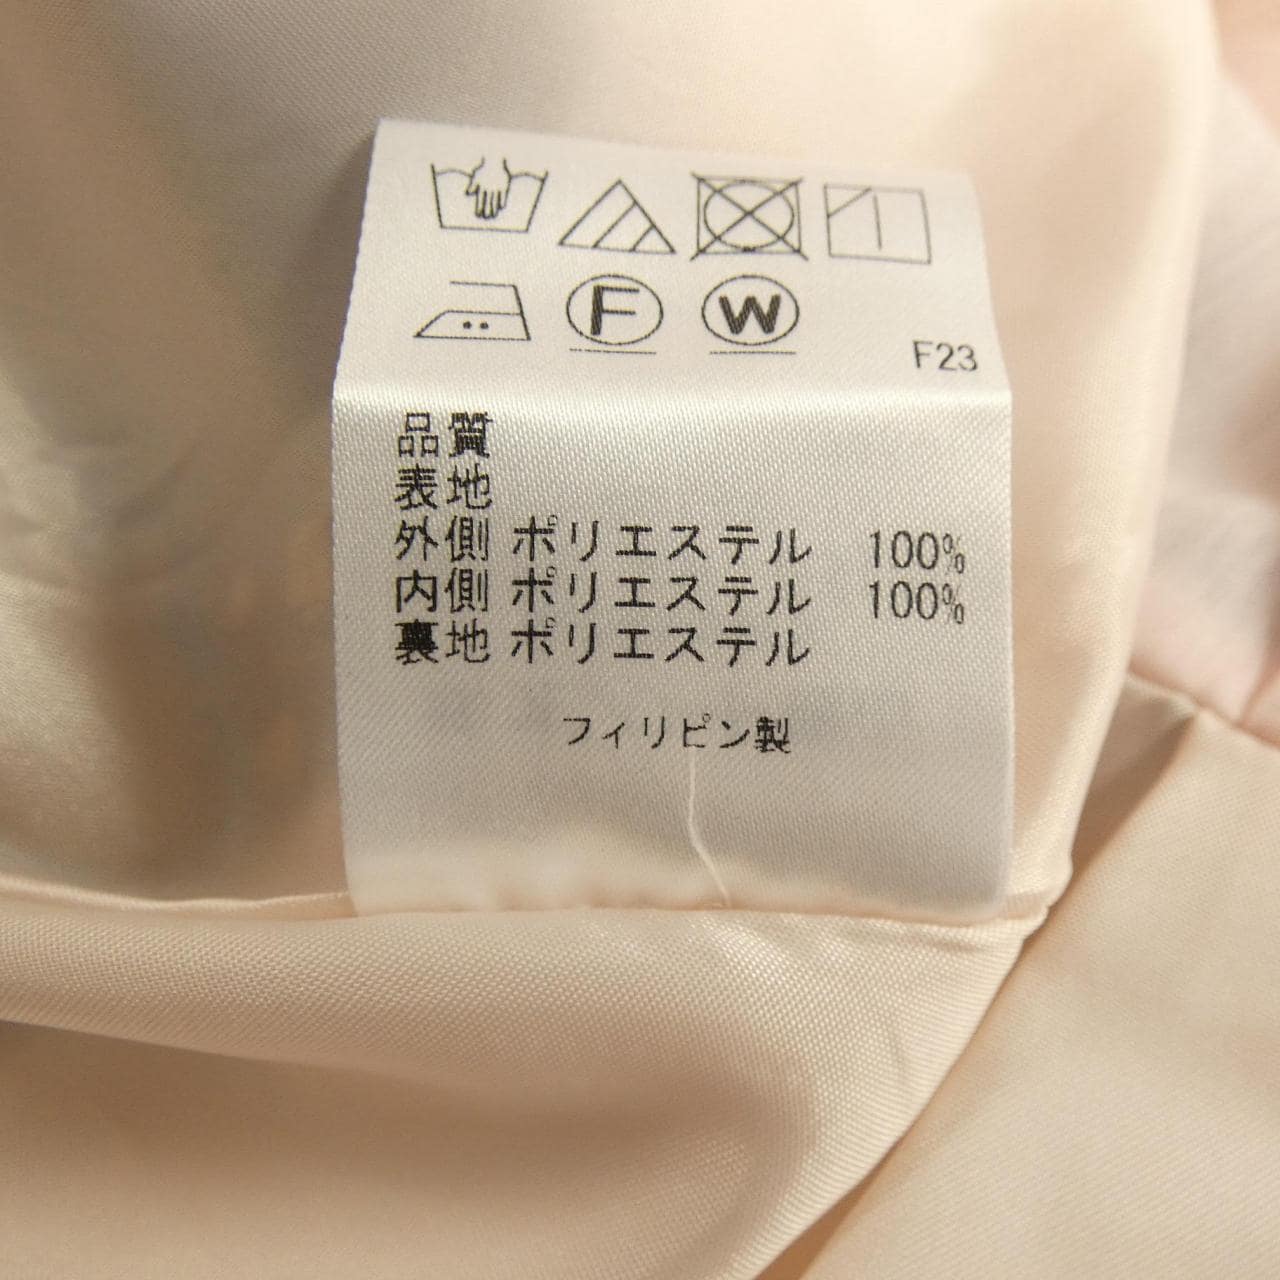 F W
F23
品質
表地
外側 ポリエステル 100%
内側 ポリエステル 100%
裏地 ポリエステル
フィリピン製